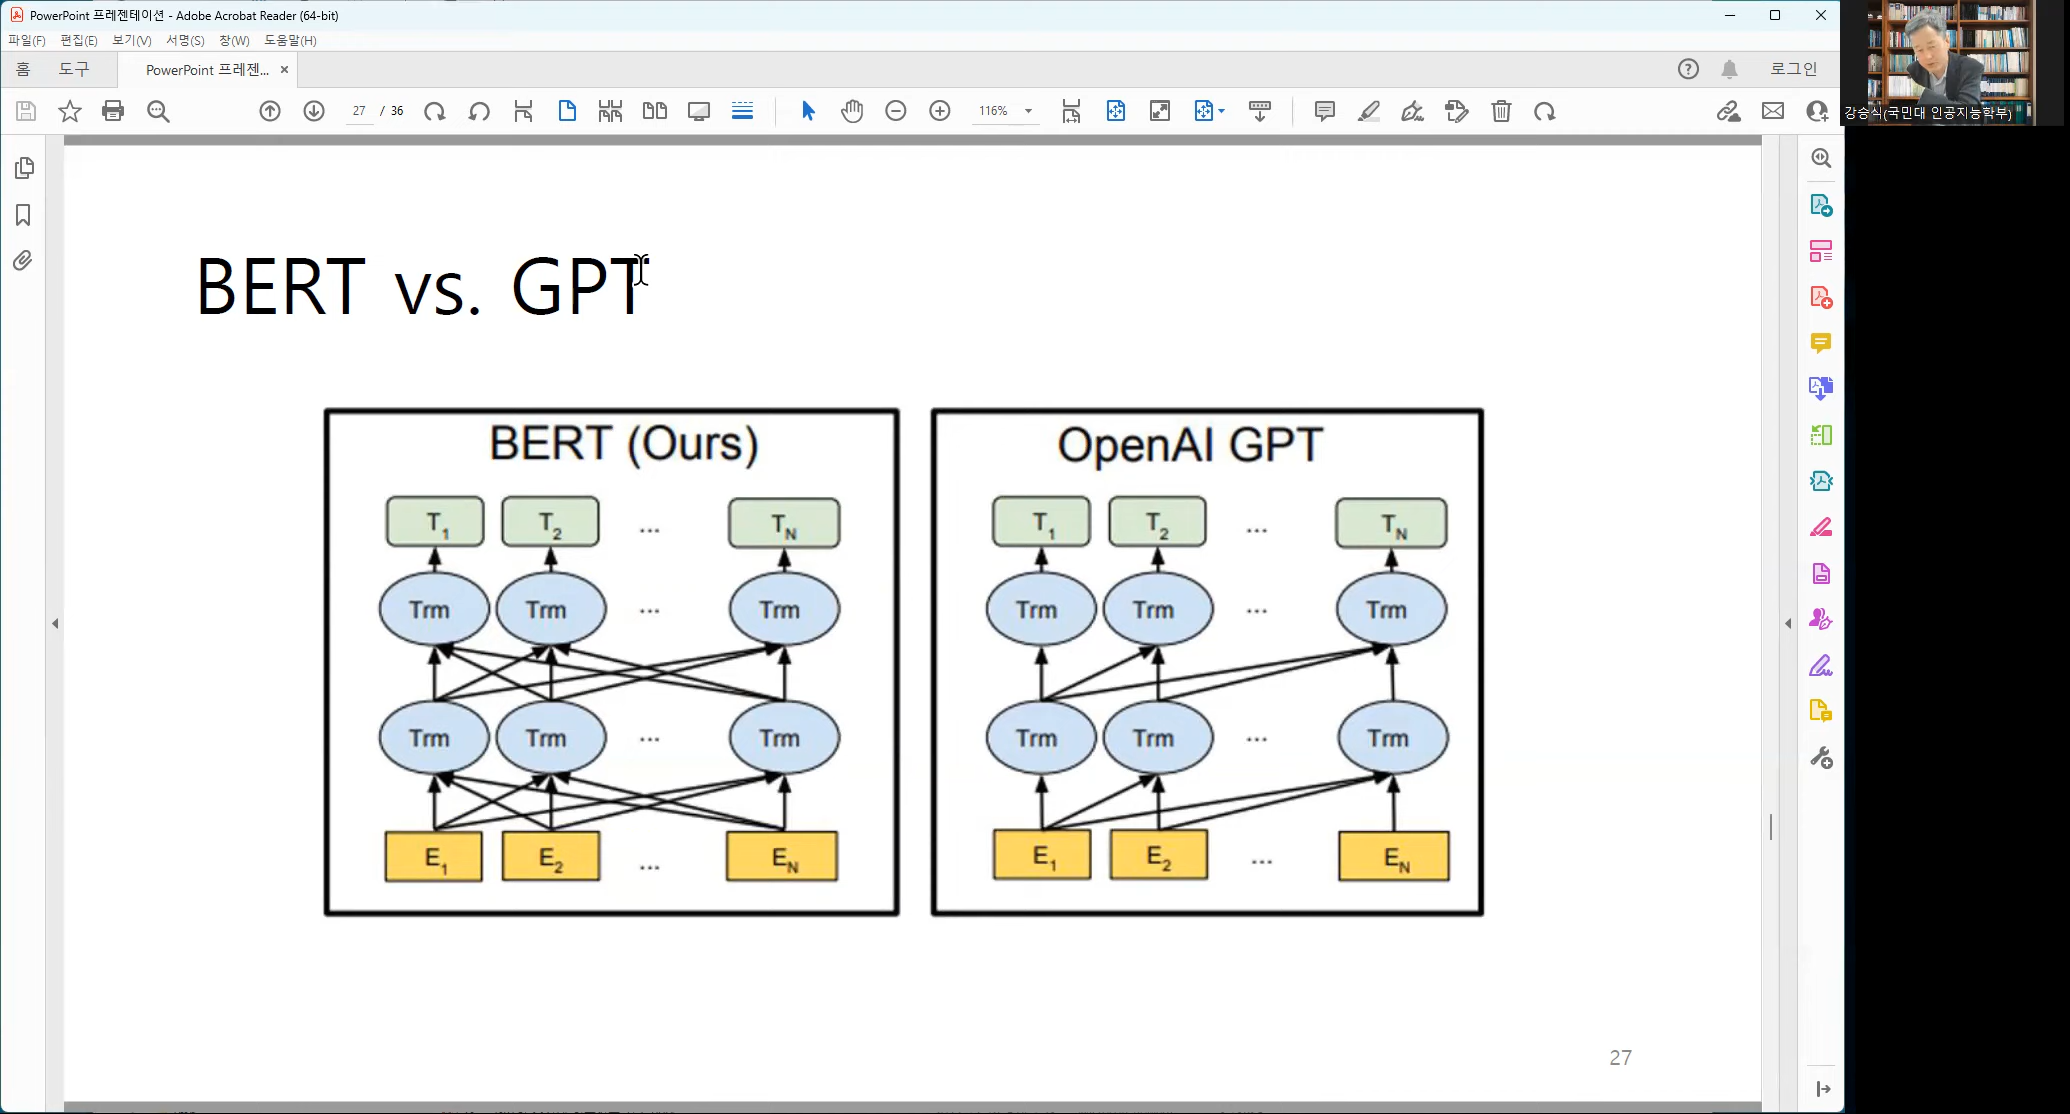 PowerPoint 프레젠테이션 - Adobe Acrobat Reader (64-bit)
파일(F) 편집(E) 보기(V) 서명(S) 창(W) 도움말(H)
홈 도구 PowerPoint 프레젠... × 로그인
27 / 36 116%
강승식(국민대 인공지능학부)
BERT vs. GPT
BERT (Ours)
T1 T2 ... TN
Trm Trm ... Trm
Trm Trm ... Trm
E1 E2 ... EN
OpenAI GPT
T1 T2 ... TN
Trm Trm ... Trm
Trm Trm ... Trm
E1 E2 ... EN
27